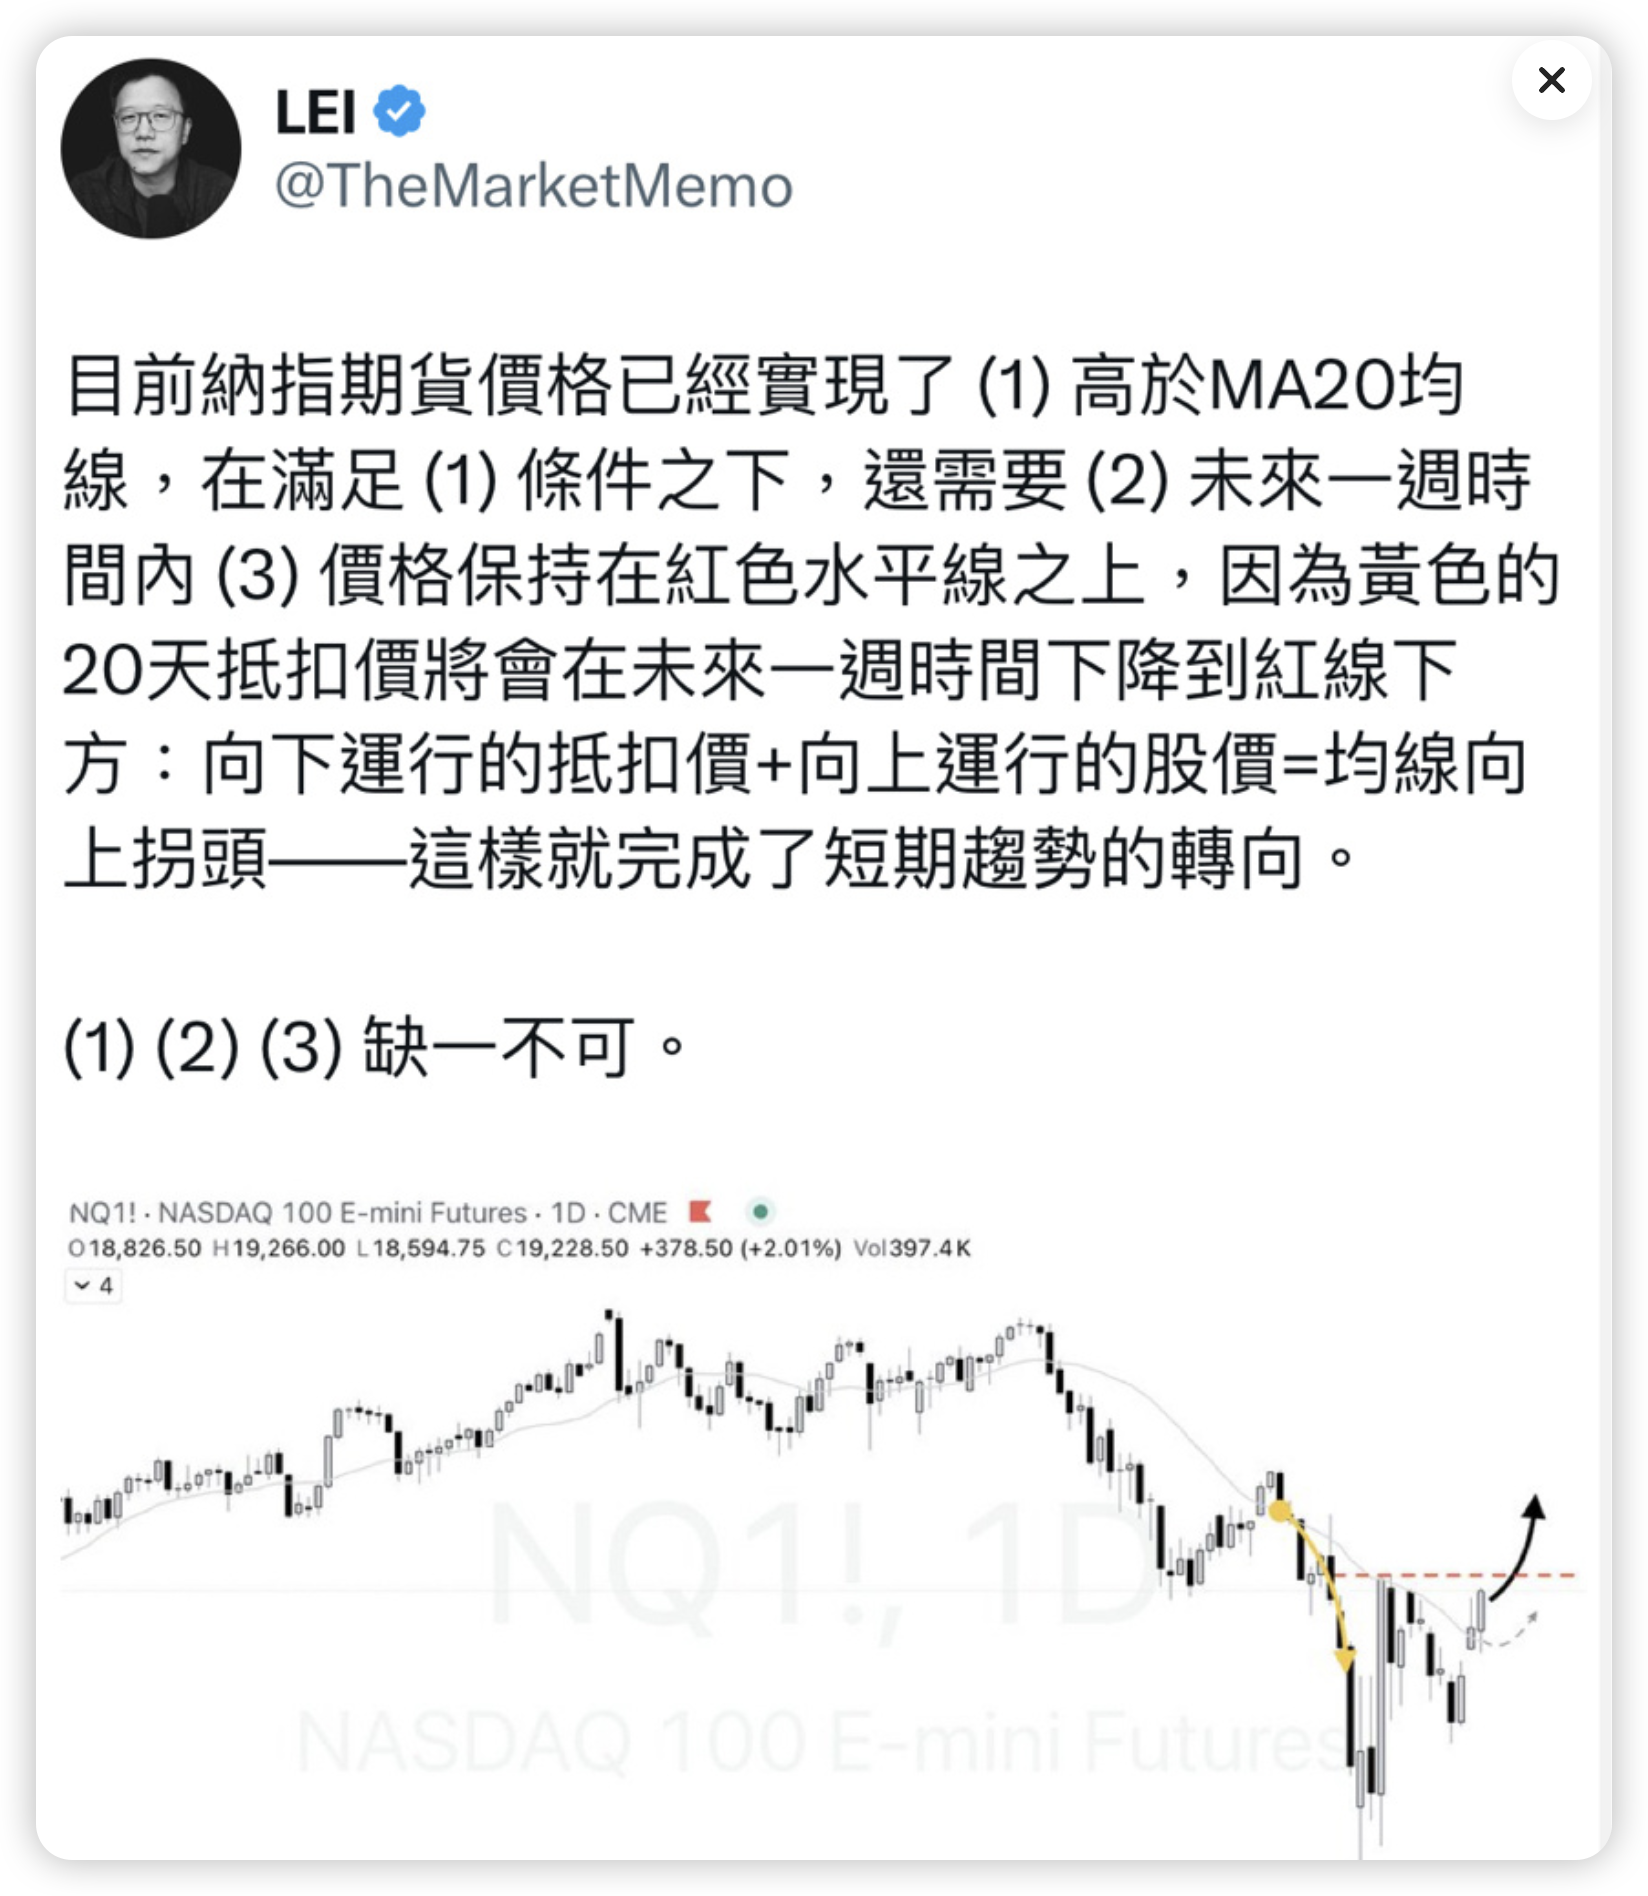 LEI
@TheMarketMemo
目前納指期貨價格已經實現了 (1) 高於MA20均
線，在滿足 (1) 條件之下，還需要 (2) 未來一週時
間內 (3) 價格保持在紅色水平線之上，因為黃色的
20天抵扣價將會在未來一週時間下降到紅線下
方：向下運行的抵扣價+向上運行的股價=均線向
上拐頭——這樣就完成了短期趨勢的轉向。
(1) (2) (3) 缺一不可。
NQ1! · NASDAQ 100 E-mini Futures · 1D · CME
O18,826.50 H19,266.00 L18,594.75 C19,228.50 +378.50 (+2.01%) Vol397.4K
4
NQ1!, 1D
NASDAQ 100 E-mini Futures